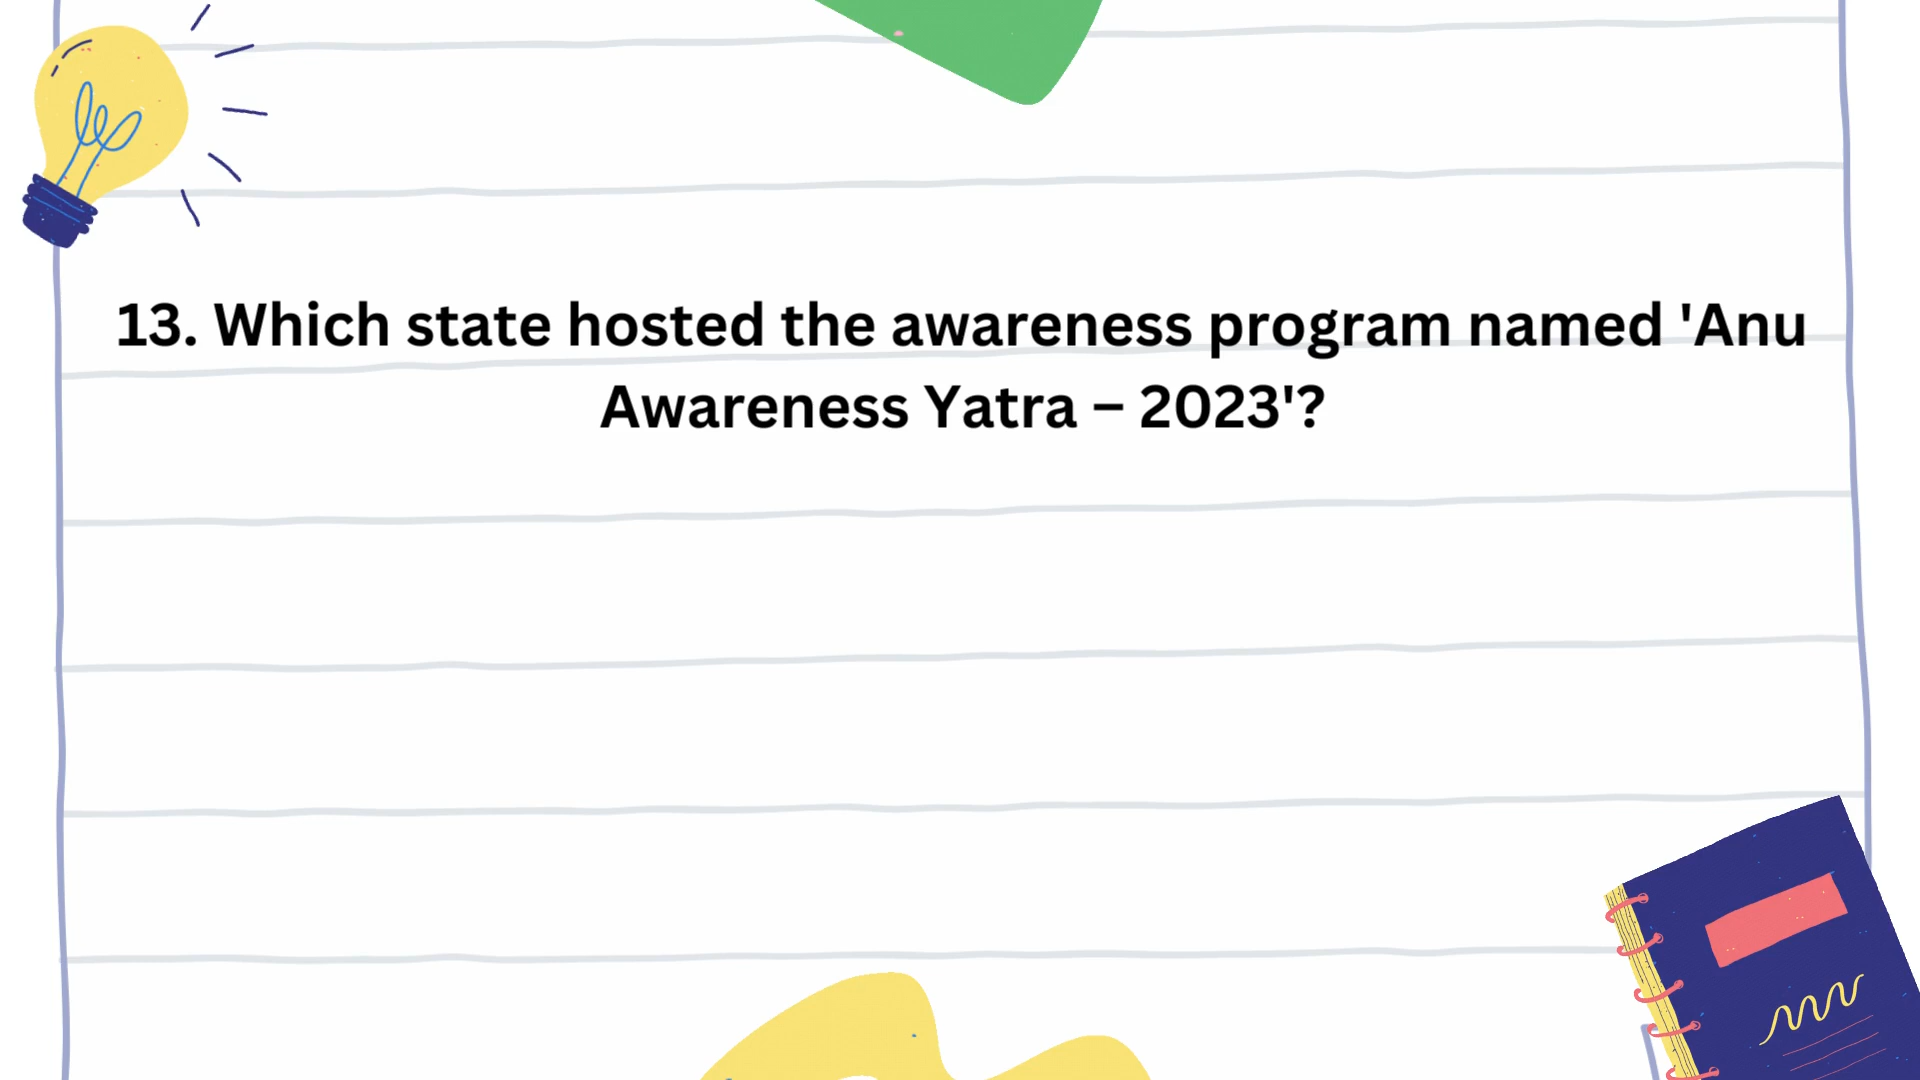 13. Which state hosted the awareness program named 'Anu
Awareness Yatra – 2023'?